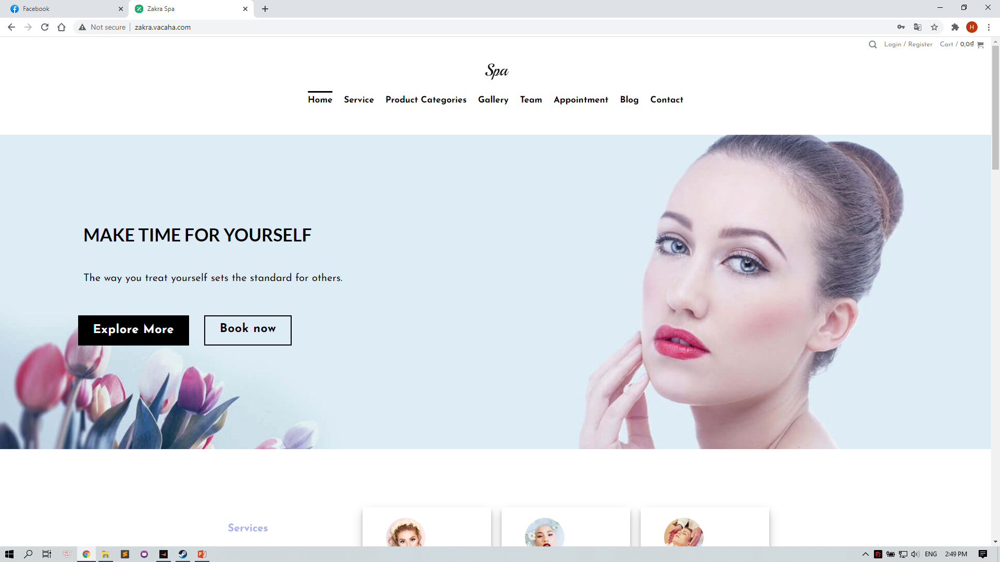 Facebook
Zakra Spa
Not secure
zakra.vacaha.com
H
Login / Register
Cart / 0,0₫
Spa
Home Service Product Categories Gallery Team Appointment Blog Contact
MAKE TIME FOR YOURSELF
The way you treat yourself sets the standard for others.
Explore More
Book now
Services
ENG
2:49 PM